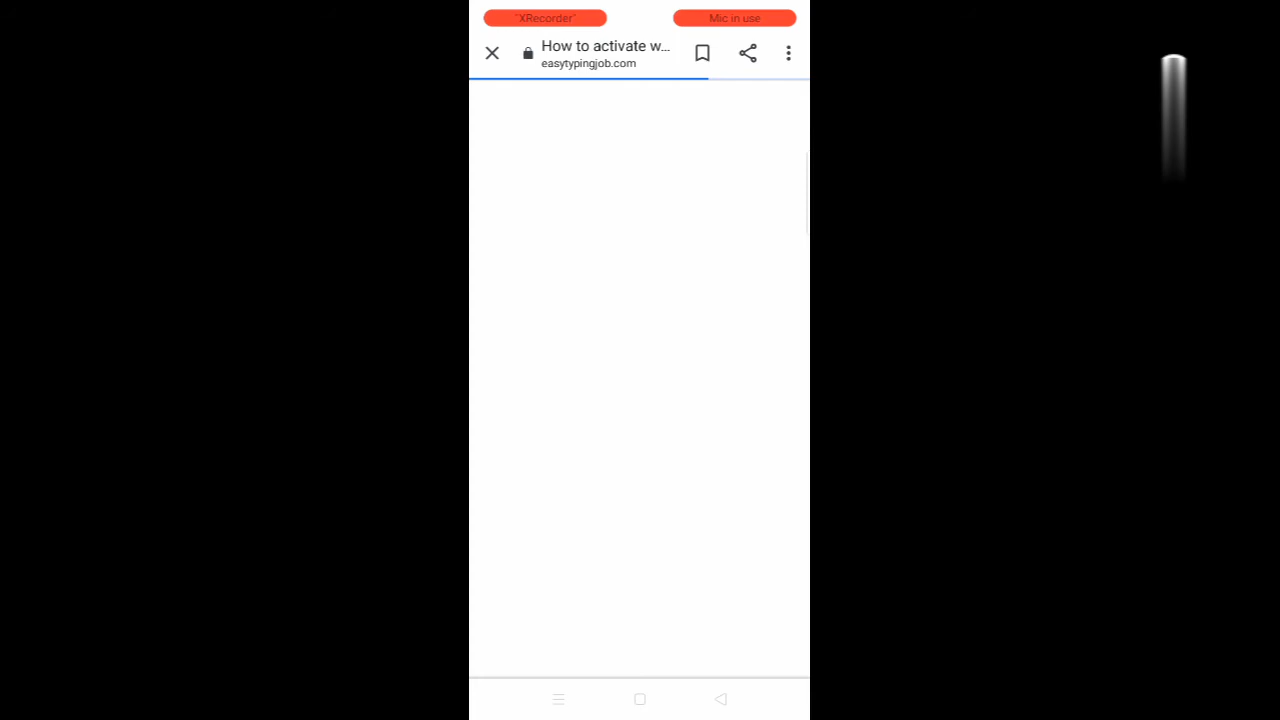 "XRecorder"
Mic in use
How to activate w...
easytypingjob.com